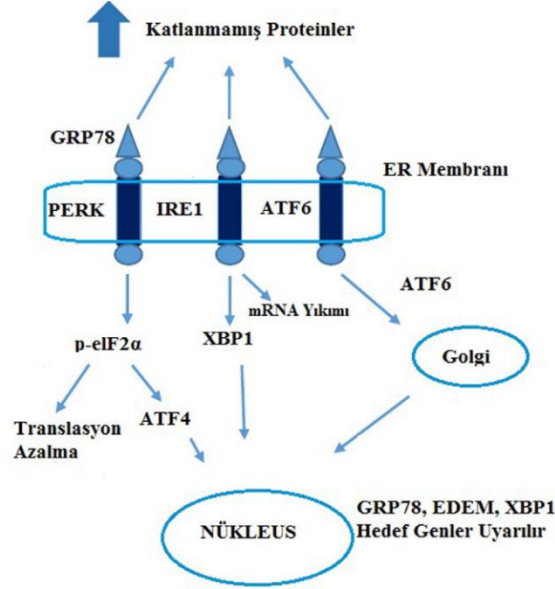 Katlanmamış Proteinler
GRP78
ER Membranı
PERK
IRE1
ATF6
ATF6
mRNA Yıkımı
p-elF2α
XBP1
Golgi
Translasyon
Azalma
ATF4
NÜKLEUS
GRP78, EDEM, XBP1
Hedef Genler Uyarılır